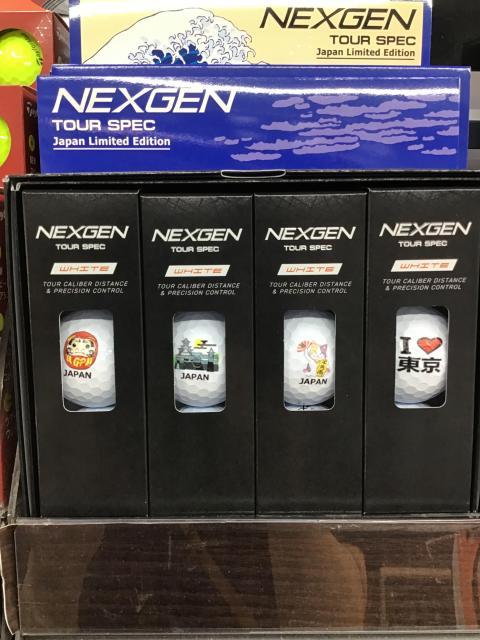 NEXGEN
TOUR SPEC
Japan Limited Edition
NEXGEN
TOUR SPEC
Japan Limited Edition
NEXGEN
TOUR SPEC
WHITE
TOUR CALIBER DISTANCE
& PRECISION CONTROL
JAPAN
NEXGEN
TOUR SPEC
WHITE
TOUR CALIBER DISTANCE
& PRECISION CONTROL
JAPAN
NEXGEN
TOUR SPEC
WHITE
TOUR CALIBER DISTANCE
& PRECISION CONTROL
JAPAN
NEXGEN
TOUR SPEC
WHITE
TOUR CALIBER DISTANCE
& PRECISION CONTROL
I
東京